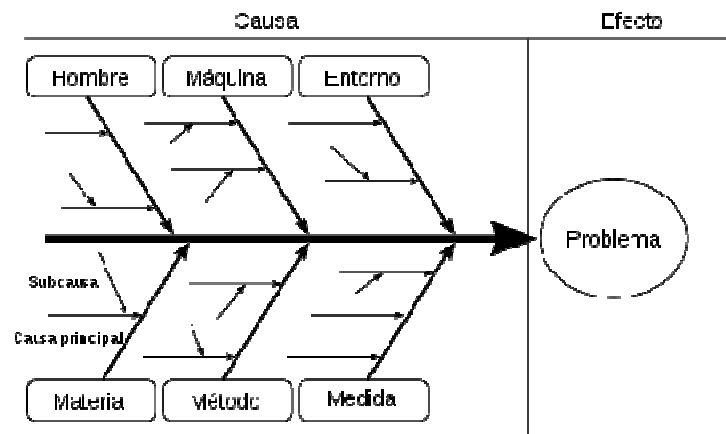 Causa
Efecto
Hombre
Máquina
Entorno
Problema
Subcausa
Causa principal
Materia
Método
Medida